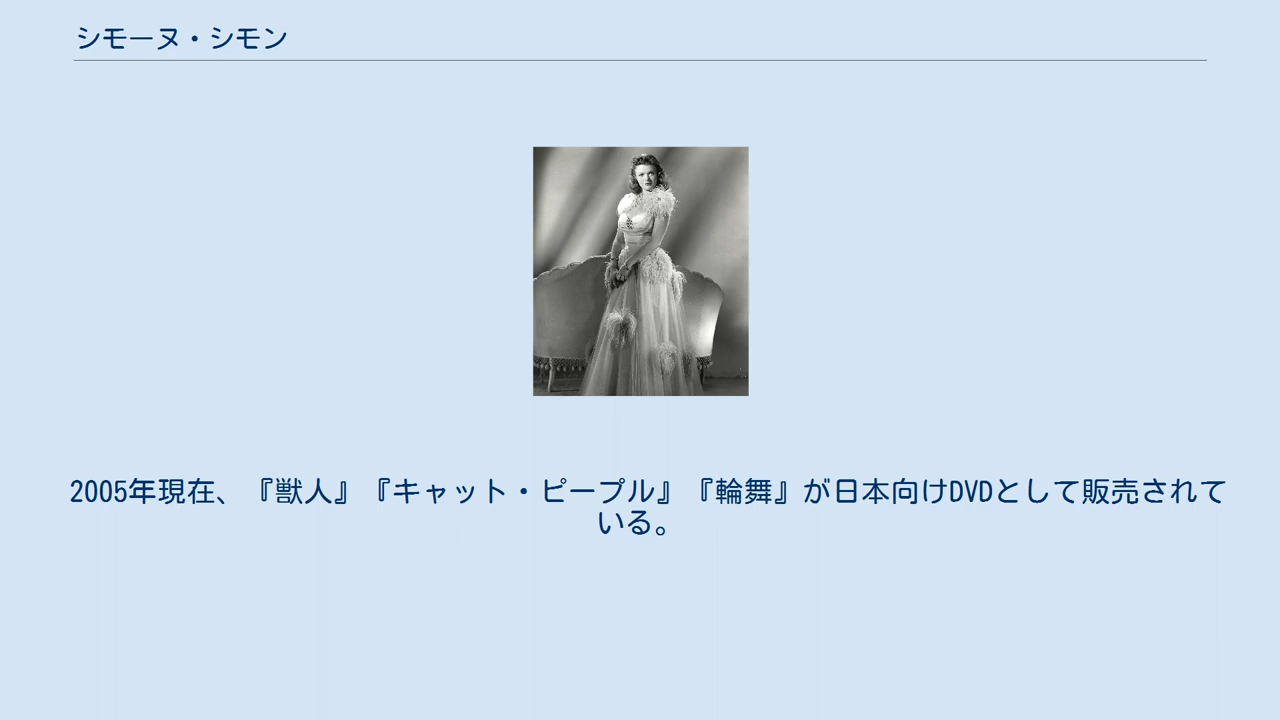 シモーヌ・シモン
2005年現在、『獣人』『キャット・ピープル』『輪舞』が日本向けDVDとして販売されて
いる。